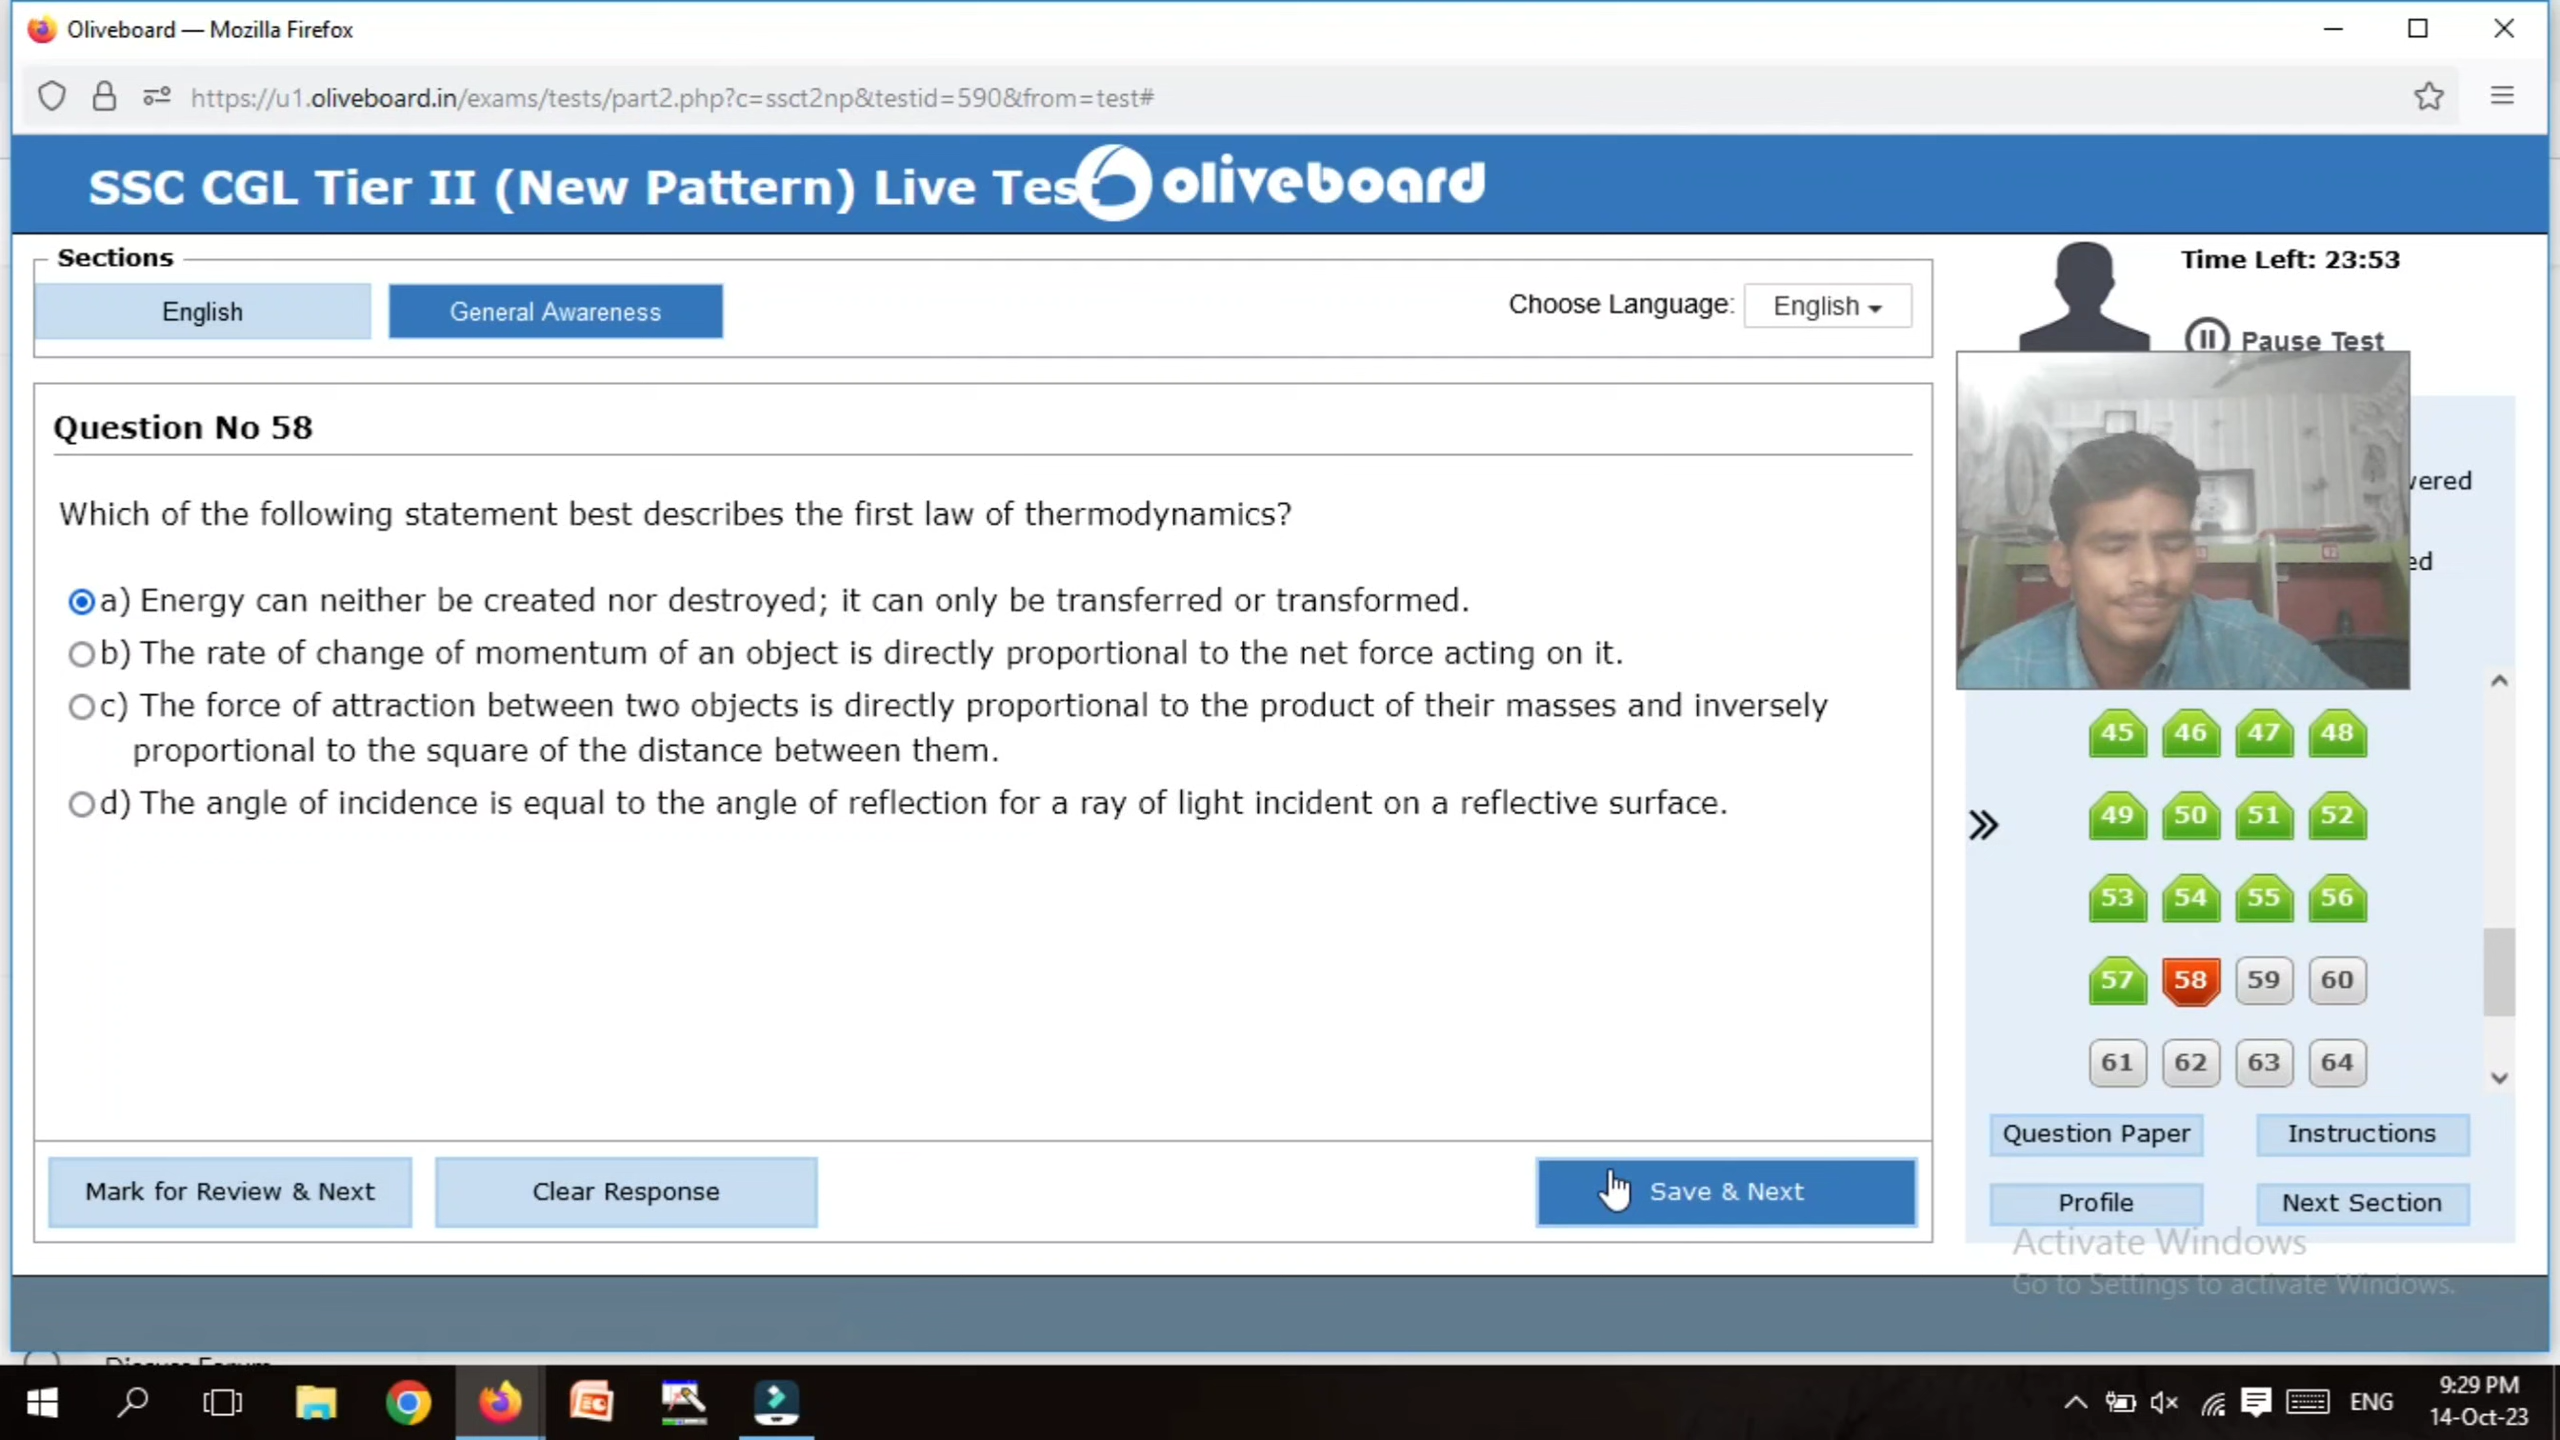 Oliveboard — Mozilla Firefox
https://u1.oliveboard.in/exams/tests/part2.php?c=ssct2np&testid=590&from=test#
SSC CGL Tier II (New Pattern) Live Tes
oliveboard
Sections
English
General Awareness
Choose Language:
English
Time Left: 23:53
Pause Test
Question No 58
Which of the following statement best describes the first law of thermodynamics?
a) Energy can neither be created nor destroyed; it can only be transferred or transformed.
b) The rate of change of momentum of an object is directly proportional to the net force acting on it.
c) The force of attraction between two objects is directly proportional to the product of their masses and inversely
proportional to the square of the distance between them.
d) The angle of incidence is equal to the angle of reflection for a ray of light incident on a reflective surface.
45 46 47 48
49 50 51 52
53 54 55 56
57 58 59 60
61 62 63 64
Question Paper
Instructions
Profile
Next Section
Mark for Review & Next
Clear Response
Save & Next
Activate Windows
Go to Settings to activate Windows.
ENG
9:29 PM
14-Oct-23